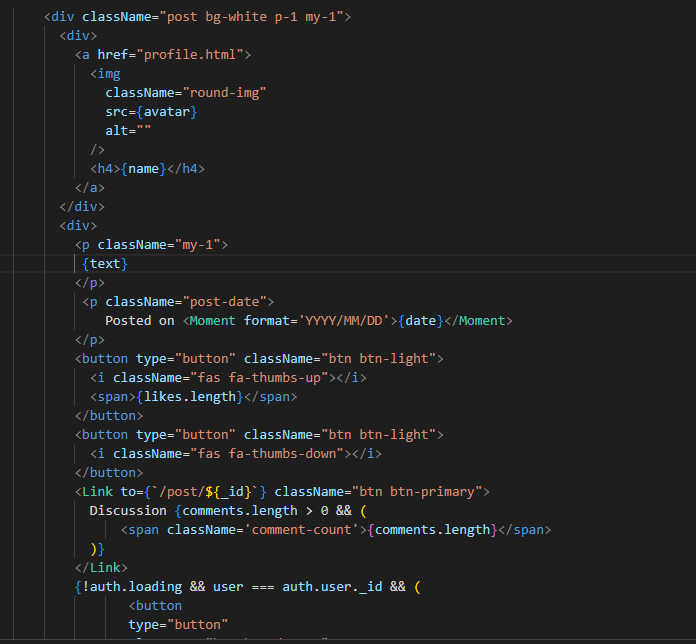 <div className="post bg-white p-1 my-1">
<div>
<a href="profile.html">
<img
className="round-img"
src={avatar}
alt=""
/>
<h4>{name}</h4>
</a>
</div>
<div>
<p className="my-1">
{text}
</p>
<p className="post-date">
Posted on <Moment format='YYYY/MM/DD'>{date}</Moment>
</p>
<button type="button" className="btn btn-light">
<i className="fas fa-thumbs-up"></i>
<span>{likes.length}</span>
</button>
<button type="button" className="btn btn-light">
<i className="fas fa-thumbs-down"></i>
</button>
<Link to={`/post/${_id}`} className="btn btn-primary">
Discussion {comments.length > 0 && (
<span className='comment-count'>{comments.length}</span>
)}
</Link>
{!auth.loading && user === auth.user._id && (
<button
type="button"